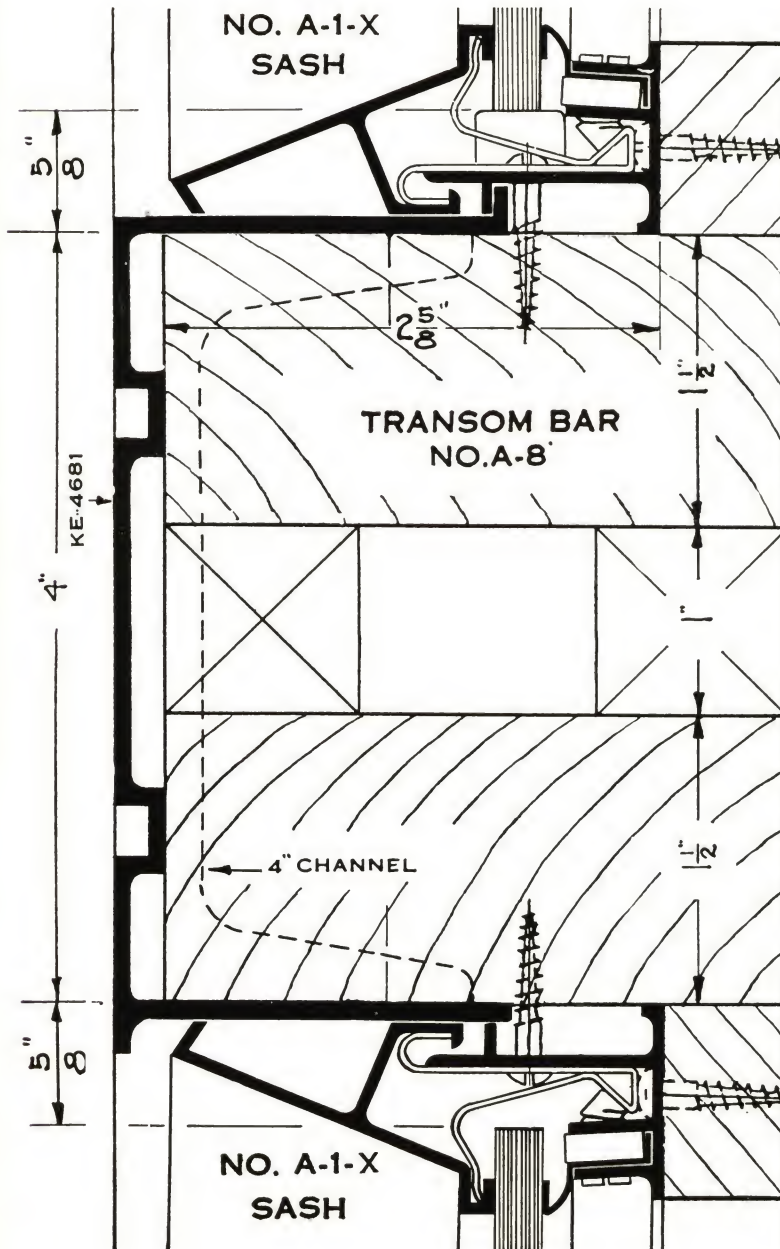 NO. A-1-X
SASH
5"
8
2 5"
8
1 1"
2
TRANSOM BAR
NO. A-8
KE-4681
4"
1"
4" CHANNEL
1 1"
2
5"
8
NO. A-1-X
SASH